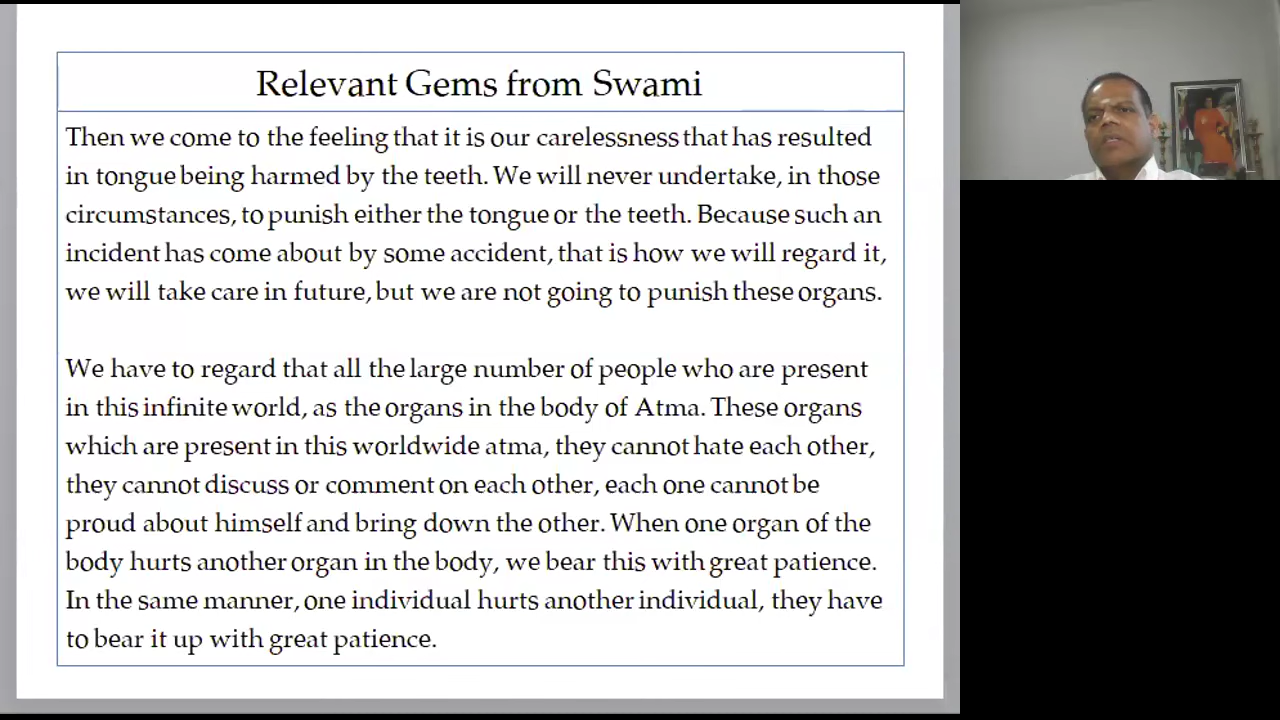 Relevant Gems from Swami
Then we come to the feeling that it is our carelessness that has resulted
in tongue being harmed by the teeth. We will never undertake, in those
circumstances, to punish either the tongue or the teeth. Because such an
incident has come about by some accident, that is how we will regard it,
we will take care in future, but we are not going to punish these organs.
We have to regard that all the large number of people who are present
in this infinite world, as the organs in the body of Atma. These organs
which are present in this worldwide atma, they cannot hate each other,
they cannot discuss or comment on each other, each one cannot be
proud about himself and bring down the other. When one organ of the
body hurts another organ in the body, we bear this with great patience.
In the same manner, one individual hurts another individual, they have
to bear it up with great patience.